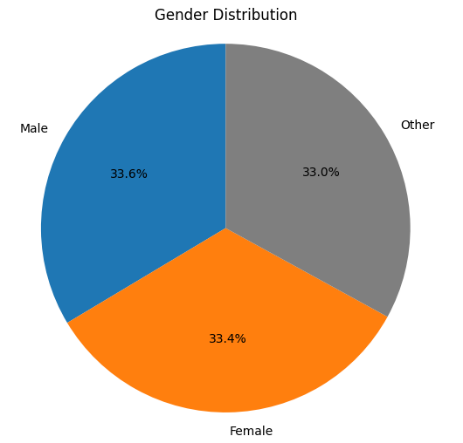 Gender Distribution
Male
Other
33.6%
33.0%
33.4%
Female